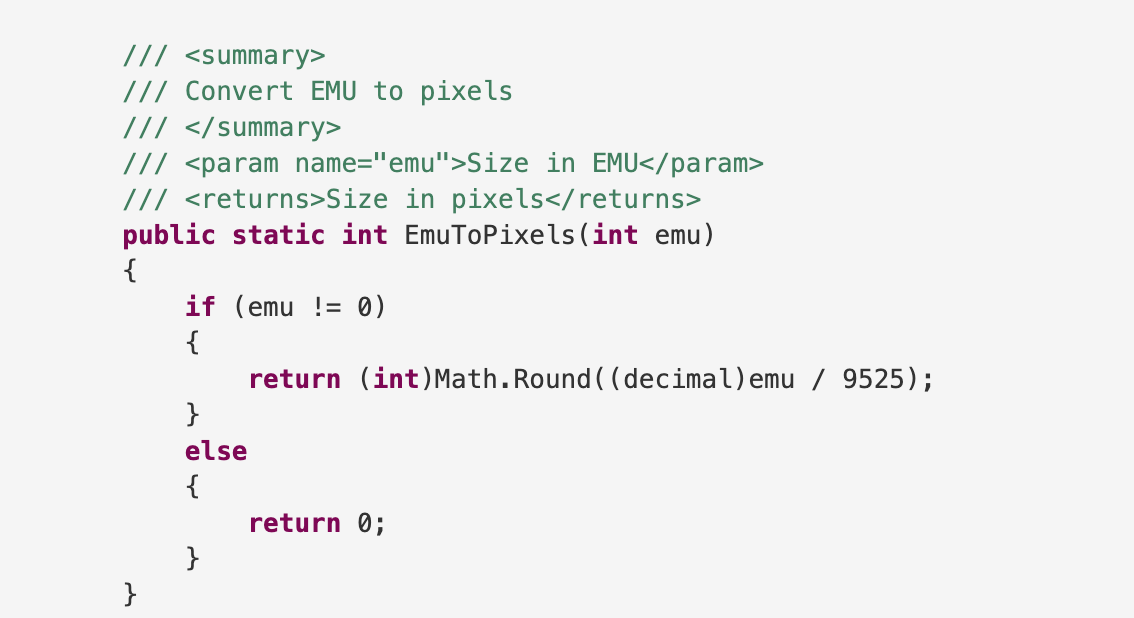 /// <summary>
/// Convert EMU to pixels
/// </summary>
/// <param name="emu">Size in EMU</param>
/// <returns>Size in pixels</returns>
public static int EmuToPixels(int emu)
{
    if (emu != 0)
    {
        return (int)Math.Round((decimal)emu / 9525);
    }
    else
    {
        return 0;
    }
}